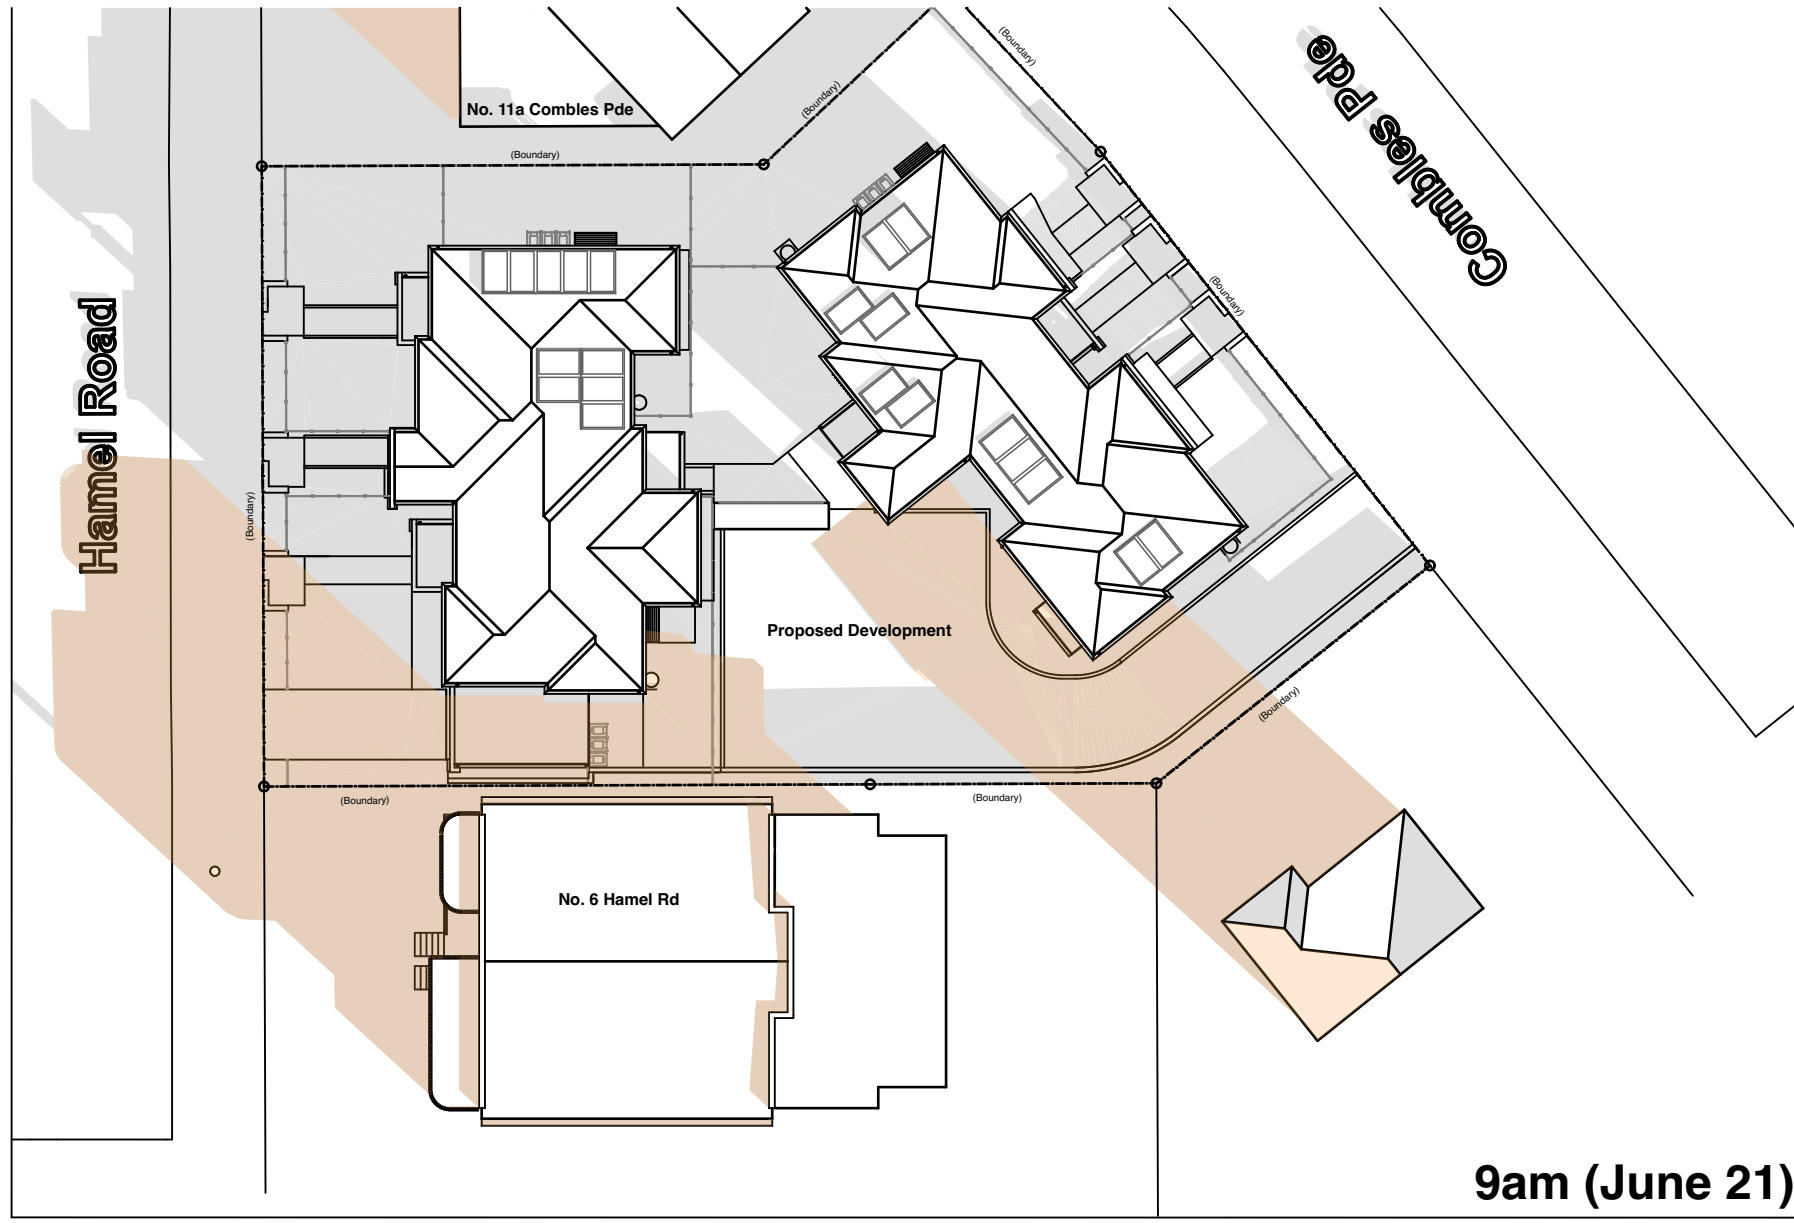 Combles Pde
No. 11a Combles Pde
(Boundary)
(Boundary)
(Boundary)
(Boundary)
Hamel Road
(Boundary)
Proposed Development
(Boundary)
(Boundary)
(Boundary)
No. 6 Hamel Rd
9am (June 21)